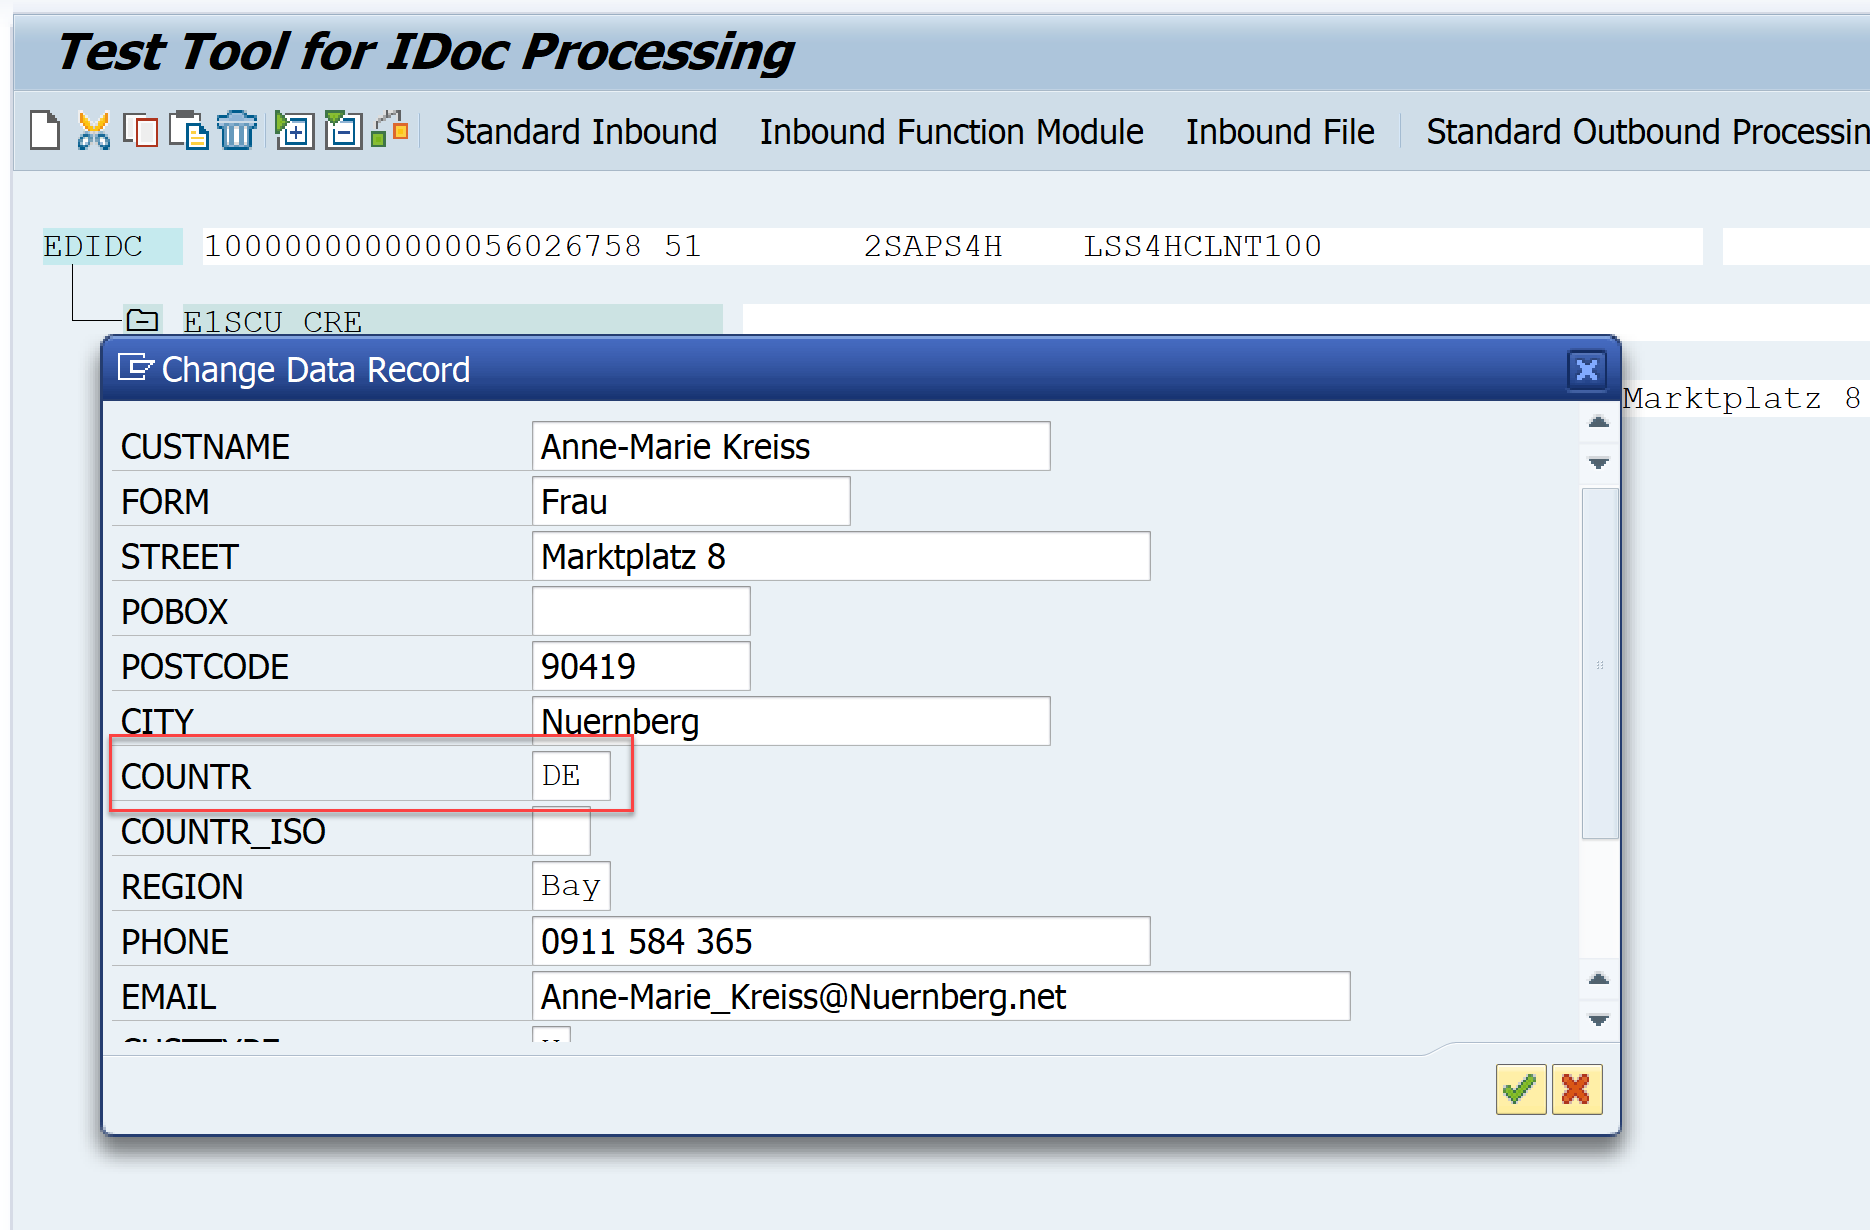 Test Tool for IDoc Processing
Standard Inbound Inbound Function Module Inbound File Standard Outbound Processin
EDIDC 1000000000000056026758 51 2SAPS4H LSS4HCLNT100
E1SCU_CRE
Change Data Record
Marktplatz 8
CUSTNAME Anne-Marie Kreiss
FORM Frau
STREET Marktplatz 8
POBOX
POSTCODE 90419
CITY Nuernberg
COUNTR DE
COUNTR_ISO
REGION Bay
PHONE 0911 584 365
EMAIL Anne-Marie_Kreiss@Nuernberg.net